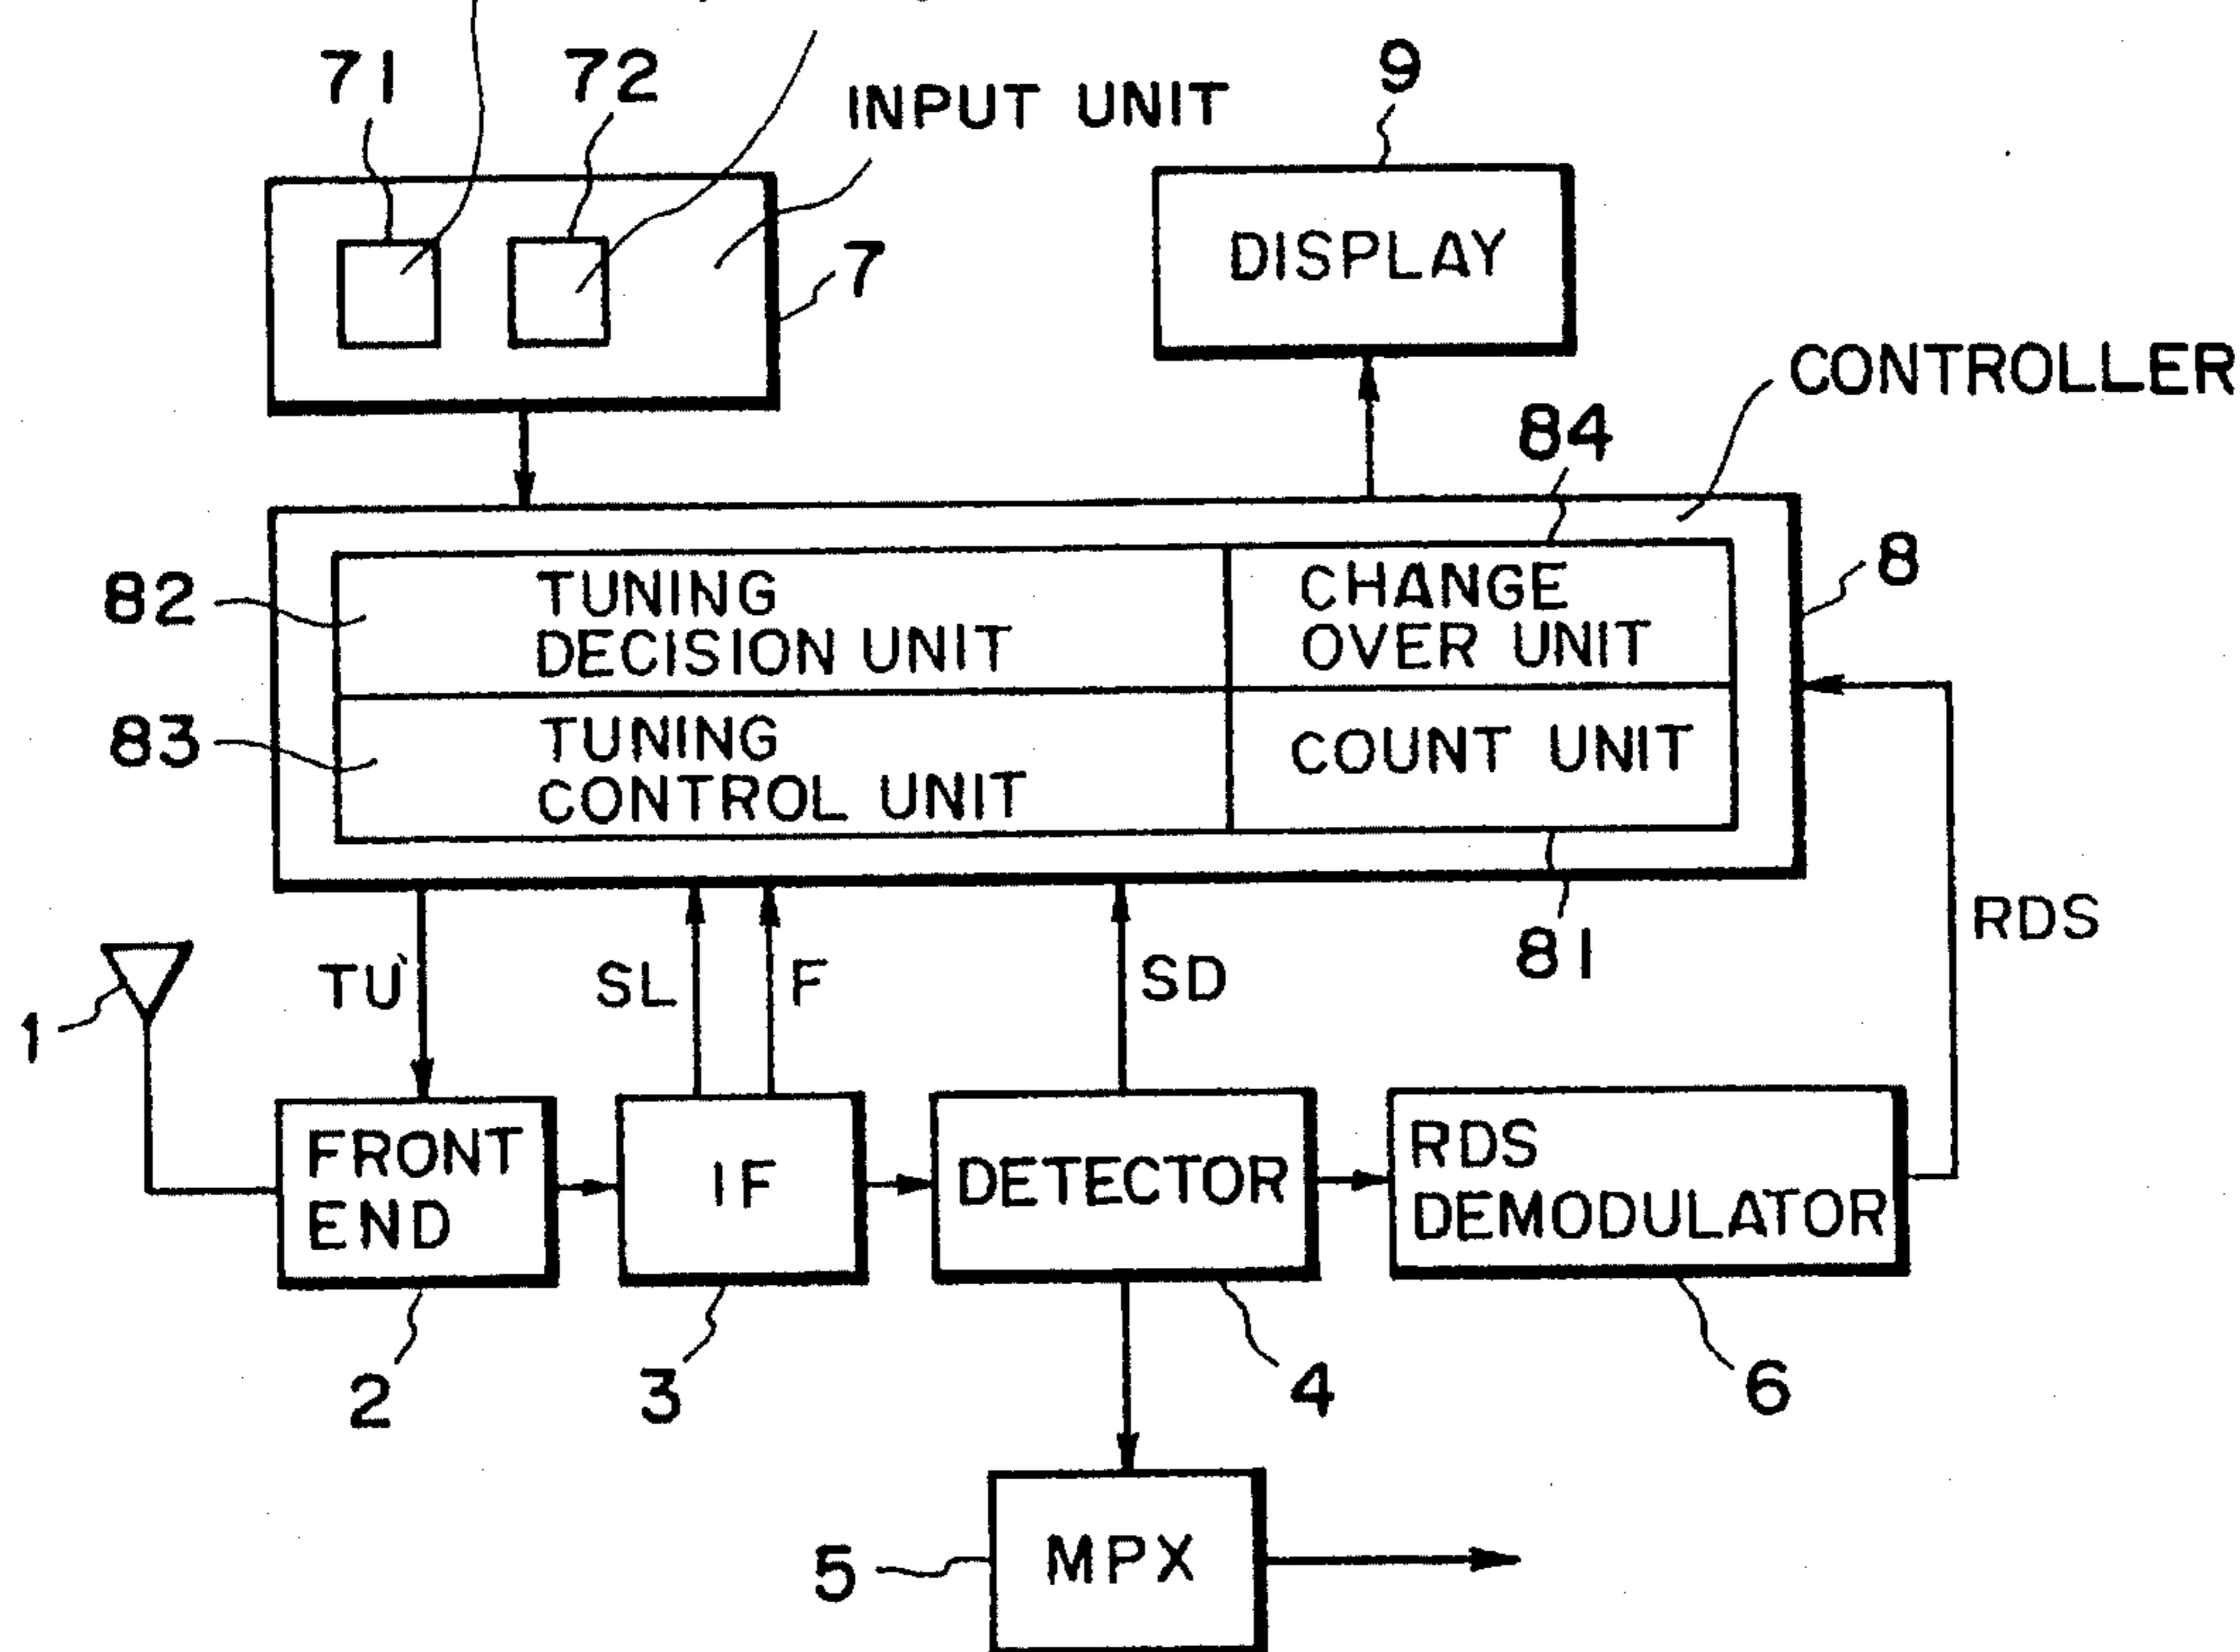 71
72
INPUT UNIT
9
DISPLAY
7
CONTROLLER
84
8
82
TUNING
DECISION UNIT
CHANGE
OVER UNIT
83
TUNING
CONTROL UNIT
COUNT UNIT
81
RDS
1
TU
SL
F
SD
FRONT
END
IF
DETECTOR
RDS
DEMODULATOR
2
3
4
6
5
MPX